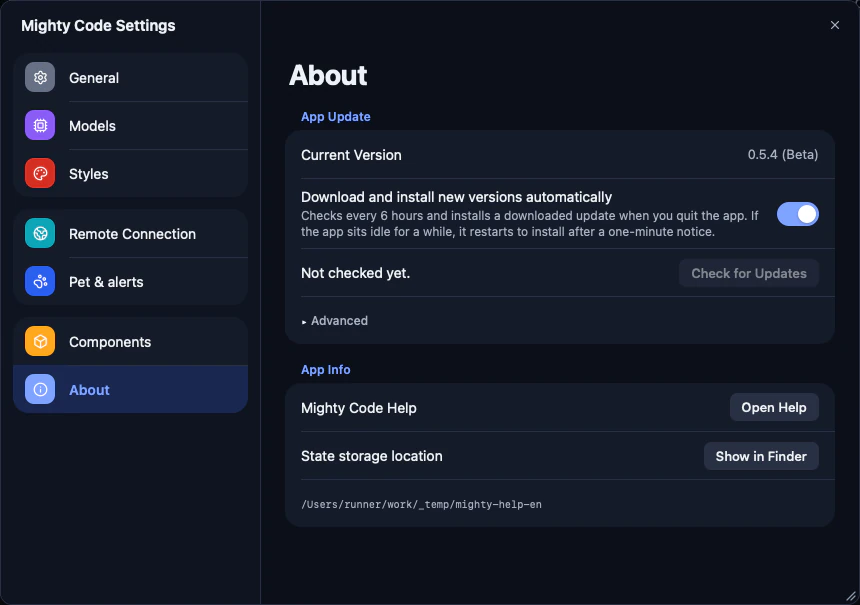 Mighty Code Settings
General
Models
Styles
Remote Connection
Pet & alerts
Components
About
About
App Update
Current Version
0.5.4 (Beta)
Download and install new versions automatically
Checks every 6 hours and installs a downloaded update when you quit the app. If
the app sits idle for a while, it restarts to install after a one-minute notice.
Not checked yet.
Check for Updates
Advanced
App Info
Mighty Code Help
Open Help
State storage location
Show in Finder
/Users/runner/work/_temp/mighty-help-en